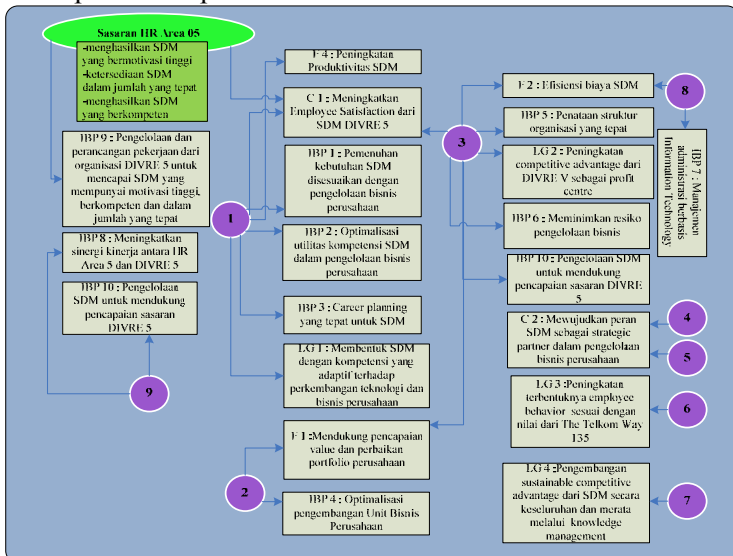 Sasaran HR Area 05
-menghasilkan SDM
yang bermotivasi tinggi
-ketersediaan SDM
dalam jumlah yang tepat
-menghasilkan SDM
yang berkompeten
IBP 9 : Pengelolaan dan
perancangan pekerjaan dari
organisasi DIVRE 5 untuk
mencapai SDM yang
mempunyai motivasi tinggi,
berkompeten dan dalam
jumlah yang tepat
IBP 8 : Meningkatkan
sinergi kinerja antara HR
Area 5 dan DIVRE 5
IBP 10 : Pengelolaan
SDM untuk mendukung
pencapaian sasaran
DIVRE 5
9
1
F 4 : Peningkatan
Produktivitas SDM
C 1 : Meningkatkan
Employee Satisfaction dari
SDM DIVRE 5
IBP 1 : Pemenuhan
kebutuhan SDM
disesuaikan dengan
pengelolaan bisnis
perusahaan
IBP 2 : Optimalisasi
utilitas kompetensi SDM
dalam pengelolaan bisnis
perusahaan
IBP 3 : Career planning
yang tepat untuk SDM
LG 1 : Membentuk SDM
dengan kompetensi yang
adaptif terhadap
perkembangan teknologi dan
bisnis perusahaan
F 1 :Mendukung pencapaian
value dan perbaikan
portfolio perusahaan
2
IBP 4 : Optimalisasi
pengembangan Unit Bisnis
Perusahaan
3
F 2 : Efisiensi biaya SDM
8
IBP 5 : Penataan struktur
organisasi yang tepat
LG 2 : Peningkatan
competitive advantage dari
DIVRE V sebagai profit
centre
IBP 7 : Manajemen
administrasi berbasis
Information Technology
IBP 6 : Meminimkan resiko
pengelolaan bisnis
IBP 10 : Pengelolaan SDM
untuk mendukung
pencapaian sasaran DIVRE
5
C 2 : Mewujudkan peran
SDM sebagai strategic
partner dalam pengelolaan
bisnis perusahaan
4
5
LG 3 :Peningkatan
terbentuknya employee
behavior sesuai dengan
nilai dari The Telkom Way
135
6
LG 4 :Pengembangan
sustainable competitive
advantage dari SDM secara
keseluruhan dan merata
melalui knowledge
management
7